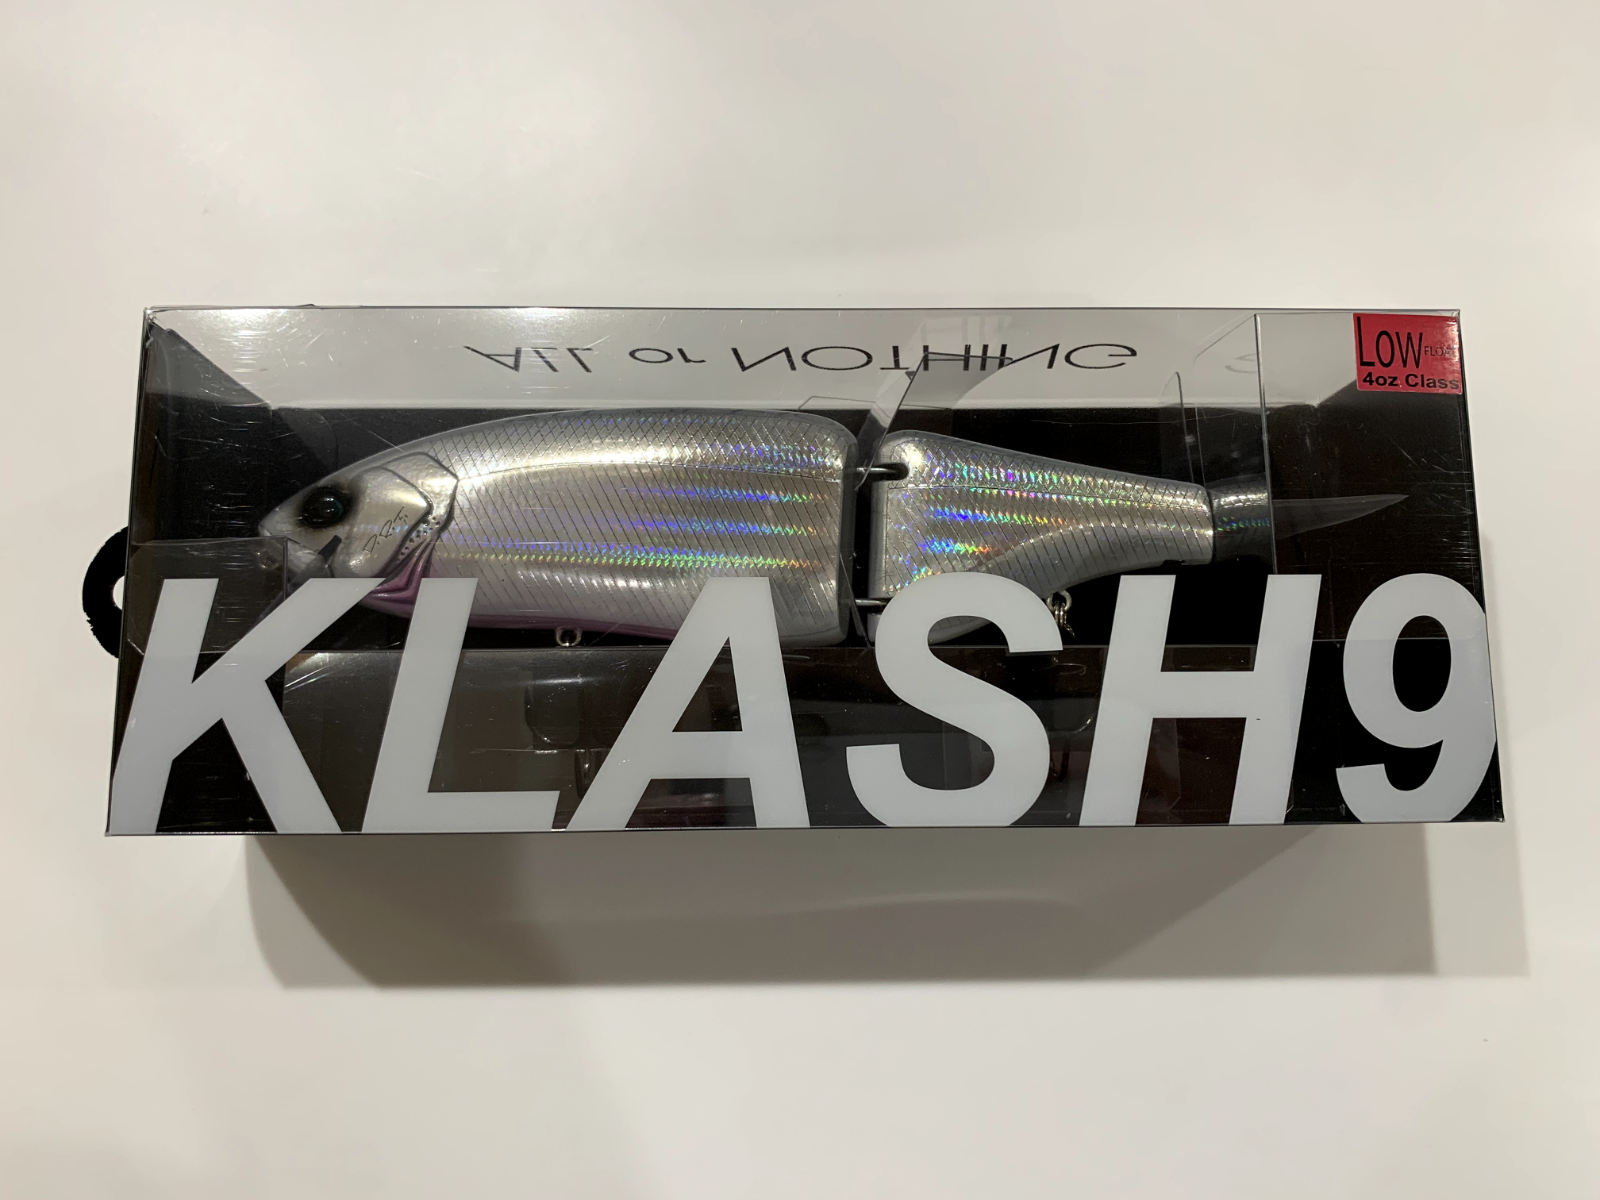 ALL or NOTHING
LOW FLOAT
4oz Class
KLASH9